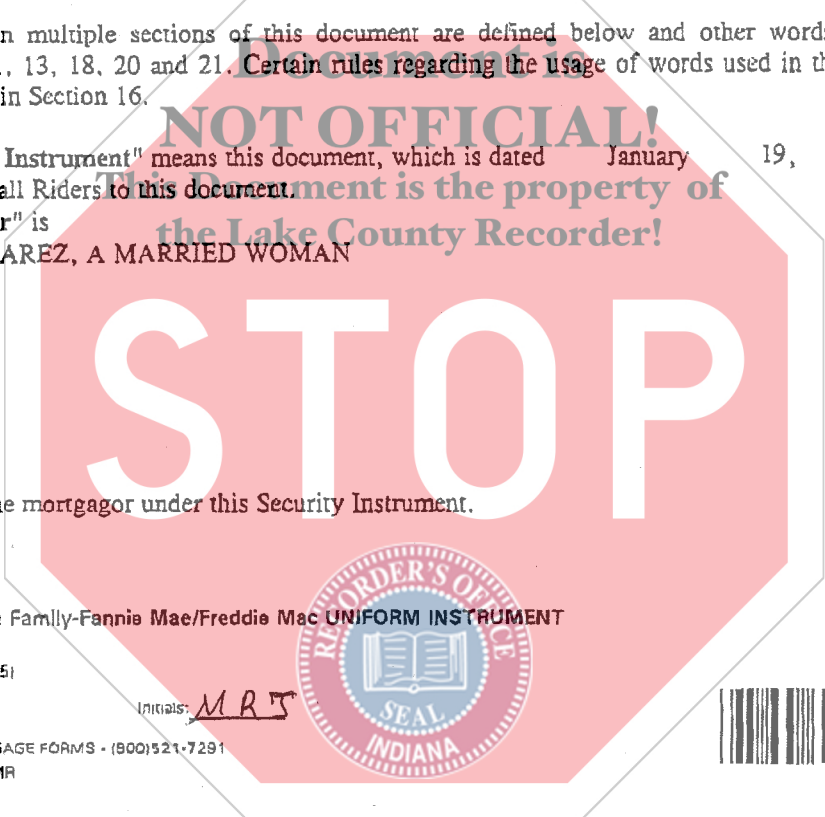 n multiple sections of this document are defined below and other word
., 13, 18, 20 and 21. Certain rules regarding the usage of words used in th
in Section 16.
Document is
NOT OFFICIAL!
This Document is the property of
the Lake County Recorder!
Instrument" means this document, which is dated January 19,
all Riders to this document.
r" is
AREZ, A MARRIED WOMAN
STOP
e mortgagor under this Security Instrument.
Family-Fannie Mae/Freddie Mac UNIFORM INSTRUMENT
5)
Initials: MRJ
RECORDER'S OFFICE
SEAL
INDIANA
AGE FORMS - (800)521-7291
MR